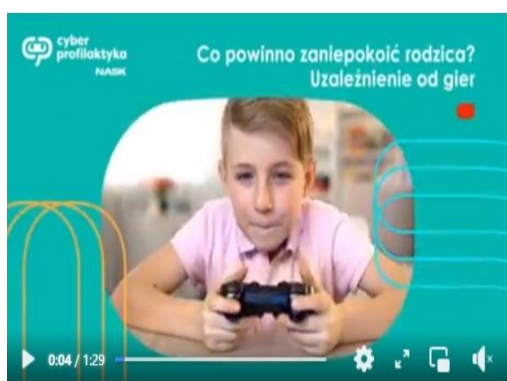 cyber
profilaktyka
NASK
Co powinno zaniepokoić rodzica?
Uzależnienie od gier
0:04 / 1:29